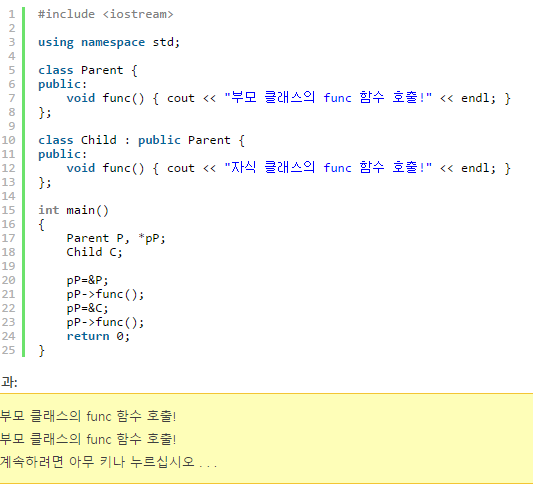 1 #include <iostream>
2
3 using namespace std;
4
5 class Parent {
6 public:
7     void func() { cout << "부모 클래스의 func 함수 호출!" << endl; }
8 };
9
10 class Child : public Parent {
11 public:
12     void func() { cout << "자식 클래스의 func 함수 호출!" << endl; }
13 };
14
15 int main()
16 {
17     Parent P, *pP;
18     Child C;
19
20     pP=&P;
21     pP->func();
22     pP=&C;
23     pP->func();
24     return 0;
25 }
과:
부모 클래스의 func 함수 호출!
부모 클래스의 func 함수 호출!
계속하려면 아무 키나 누르십시오 . . .